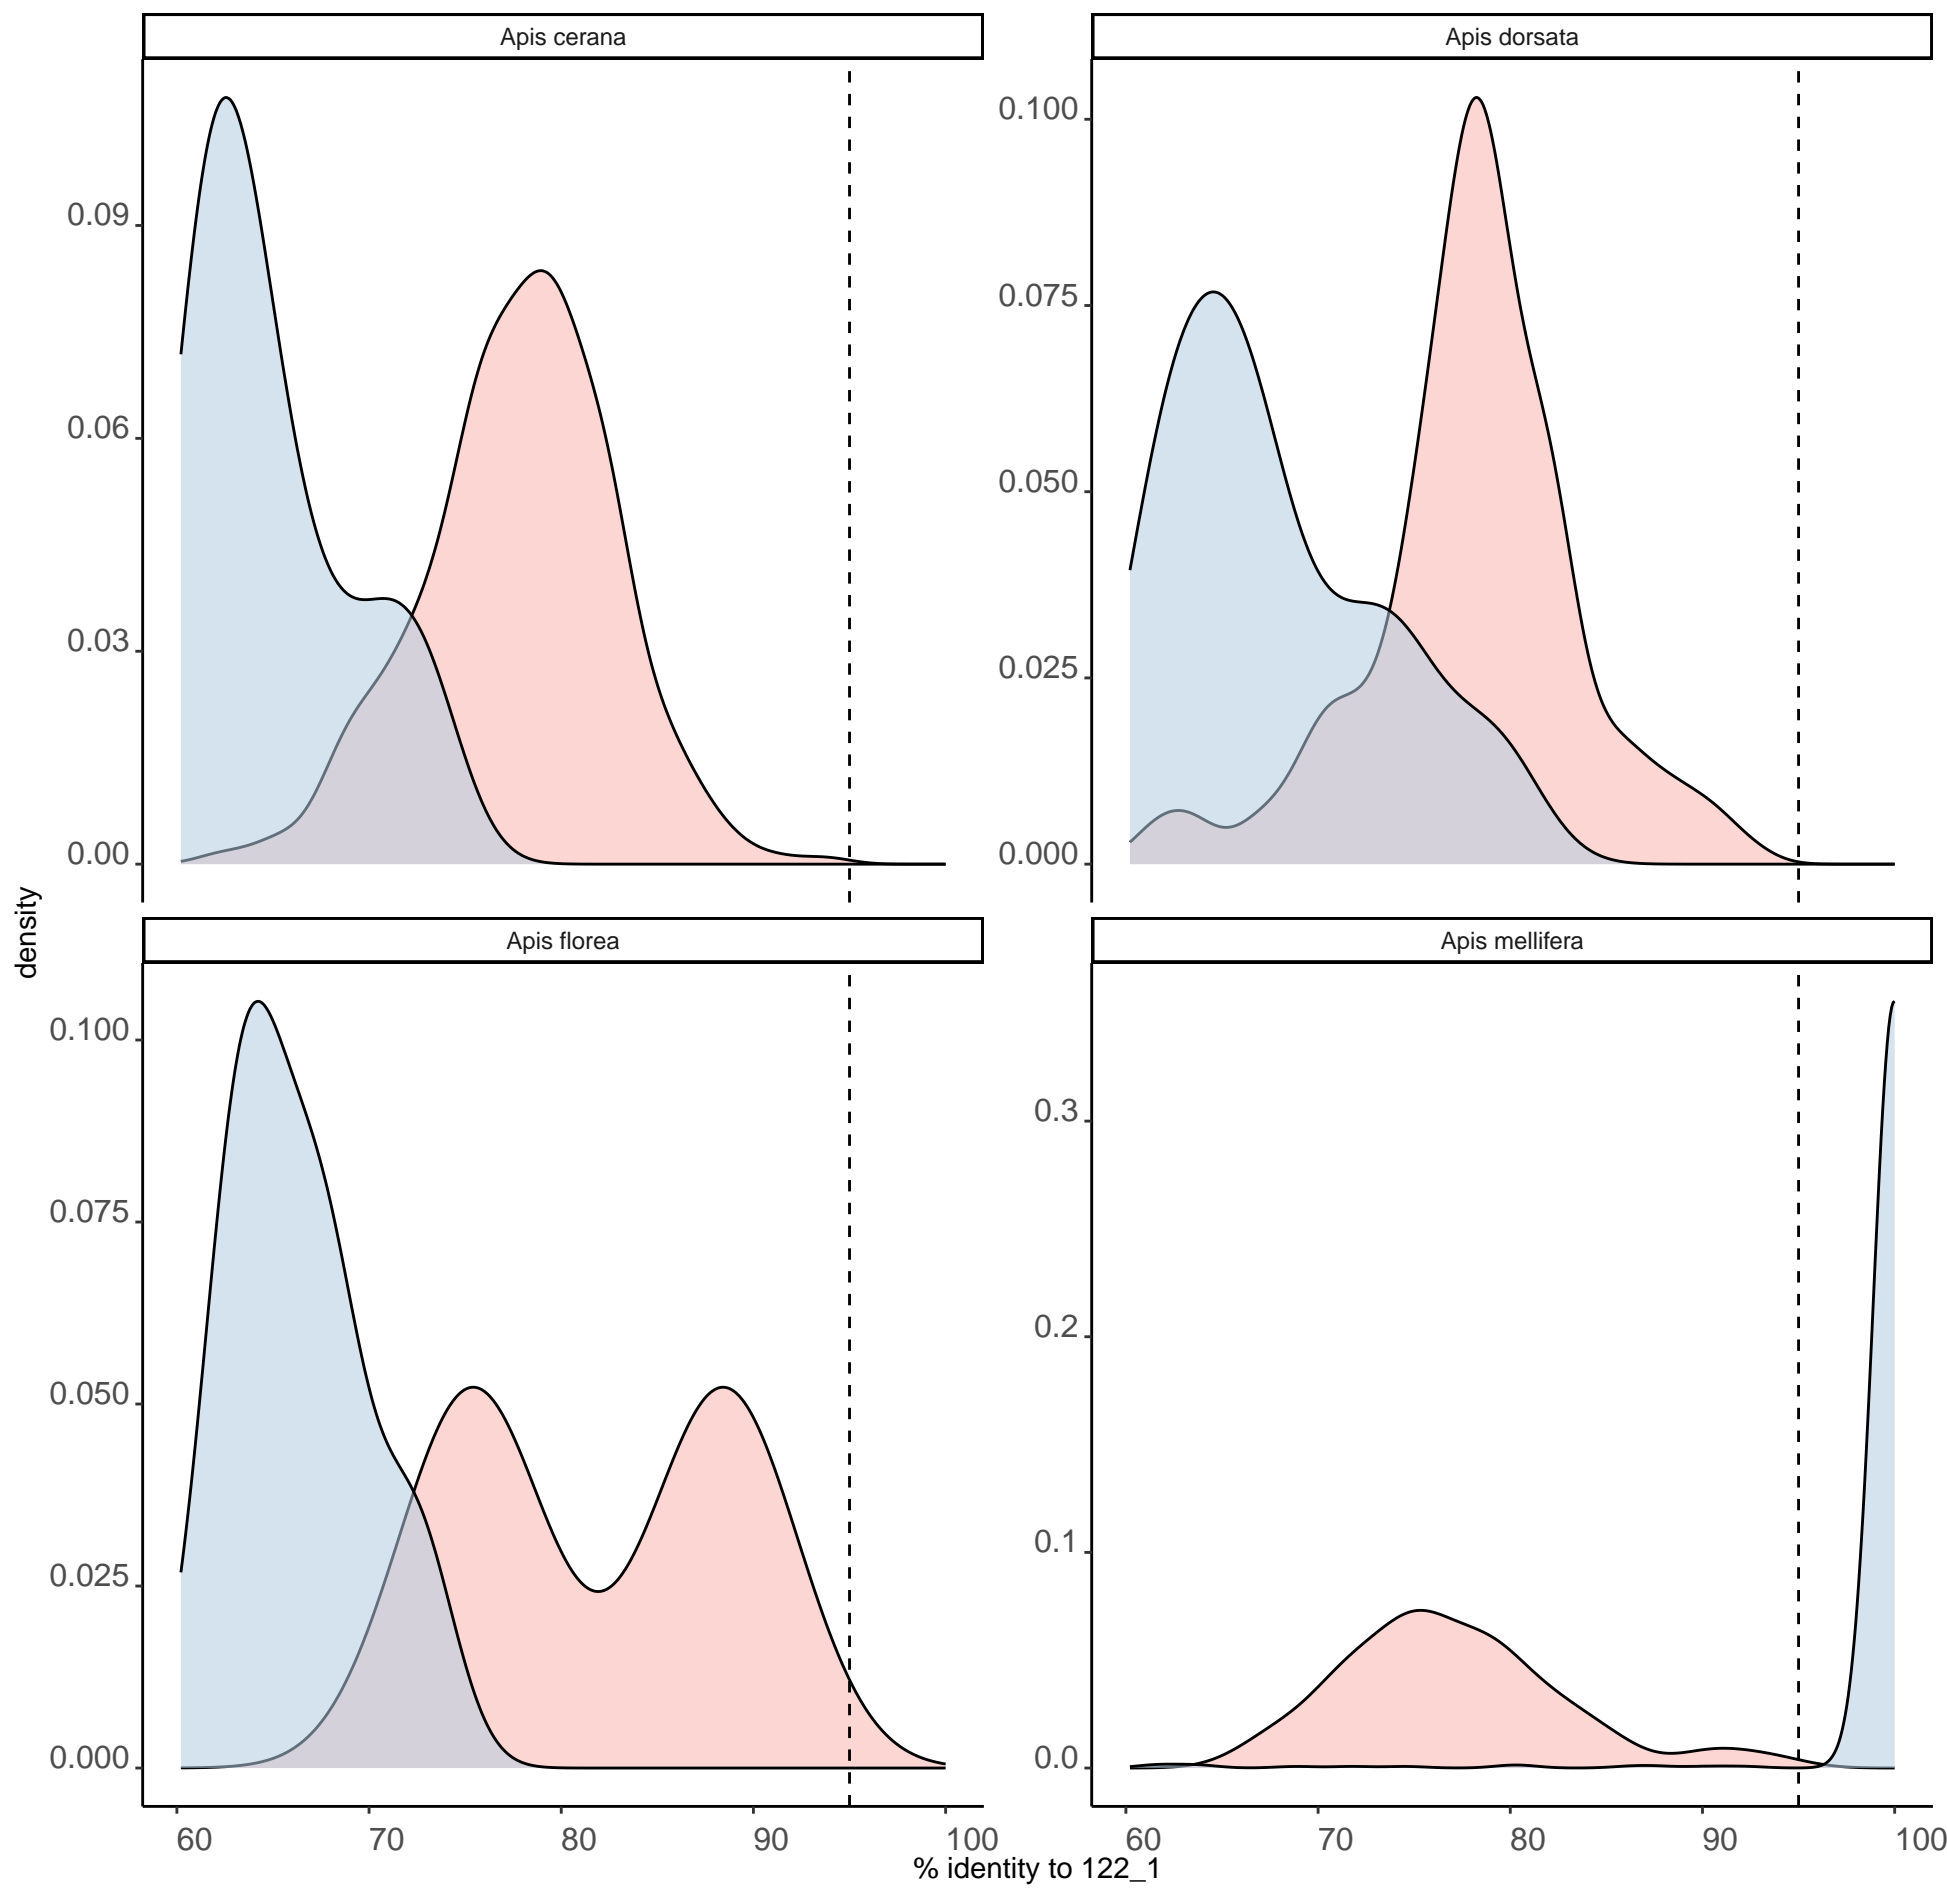 Apis cerana
Apis dorsata
0.09
0.06
0.03
0.00
0.100
0.075
0.050
0.025
0.000
density
Apis florea
Apis mellifera
0.100
0.075
0.050
0.025
0.000
0.3
0.2
0.1
0.0
60 70 80 90 100
60 70 80 90 100
% identity to 122_1